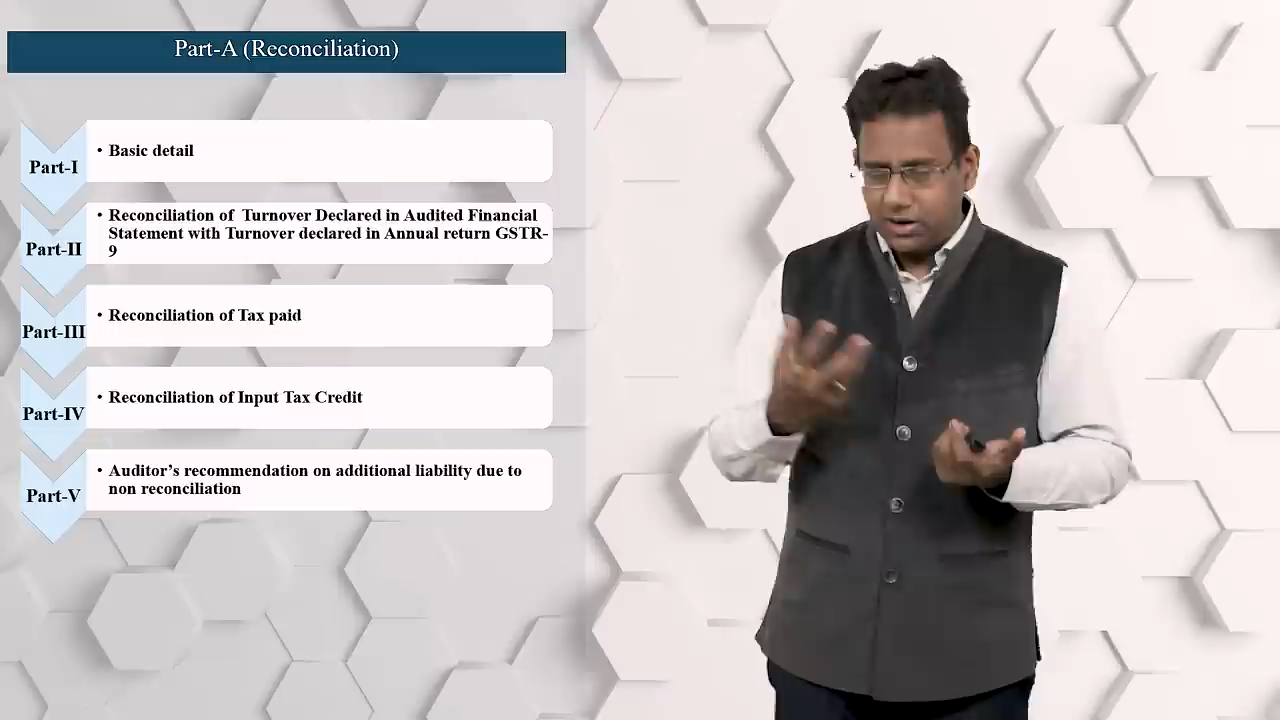 Part-A (Reconciliation)
Part-I
• Basic detail
Part-II
• Reconciliation of Turnover Declared in Audited Financial
Statement with Turnover declared in Annual return GSTR-
9
Part-III
• Reconciliation of Tax paid
Part-IV
• Reconciliation of Input Tax Credit
Part-V
• Auditor's recommendation on additional liability due to
non reconciliation